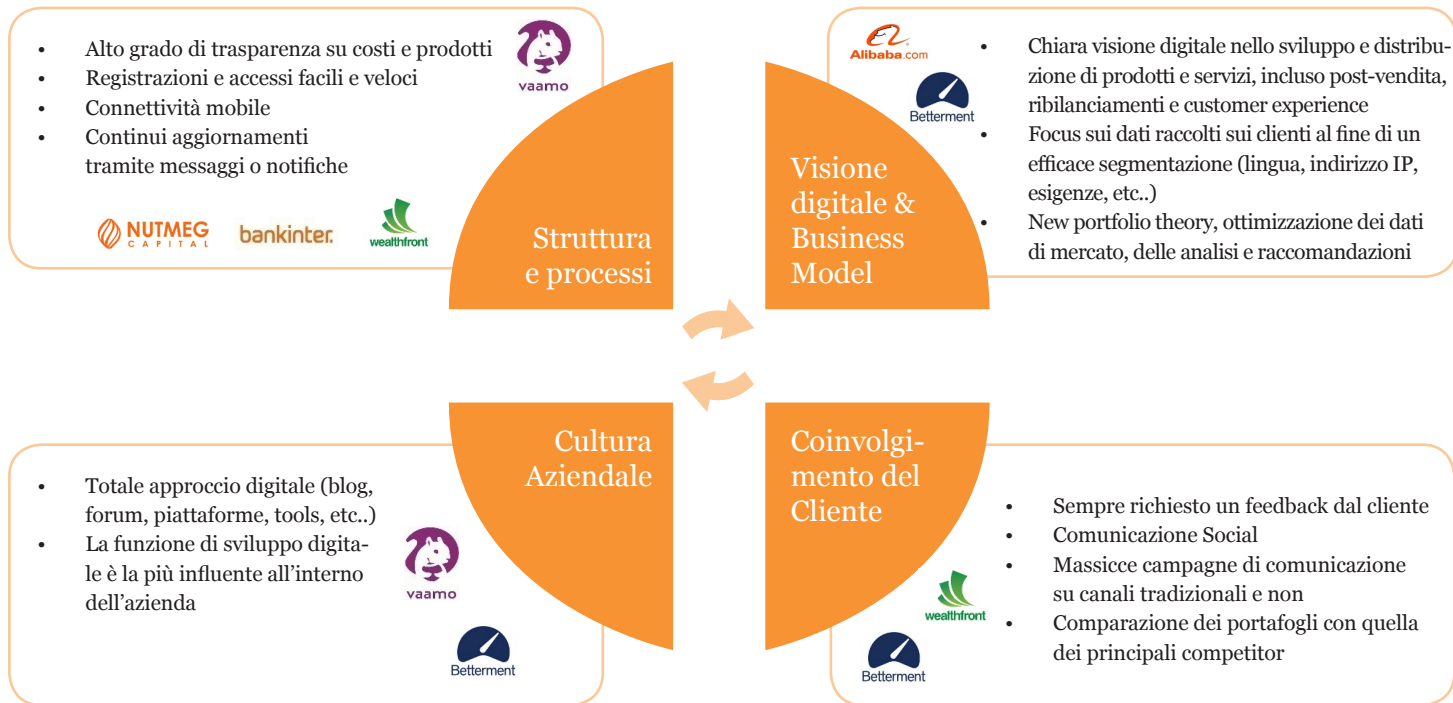 • Alto grado di trasparenza su costi e prodotti
• Registrazioni e accessi facili e veloci
• Connettività mobile
• Continui aggiornamenti
tramite messaggi o notifiche
vaamo
NUTMEG
CAPITAL
bankinter.
wealthfront
Struttura
e processi
Alibaba.com
Betterment
Visione
digitale &
Business
Model
• Chiara visione digitale nello sviluppo e distribu-
zione di prodotti e servizi, incluso post-vendita,
ribilanciamenti e customer experience
• Focus sui dati raccolti sui clienti al fine di un
efficace segmentazione (lingua, indirizzo IP,
esigenze, etc..)
• New portfolio theory, ottimizzazione dei dati
di mercato, delle analisi e raccomandazioni
• Totale approccio digitale (blog,
forum, piattaforme, tools, etc..)
• La funzione di sviluppo digita-
le è la più influente all’interno
dell’azienda
vaamo
Betterment
Cultura
Aziendale
Coinvolgi-
mento del
Cliente
wealthfront
Betterment
• Sempre richiesto un feedback dal cliente
• Comunicazione Social
• Massicce campagne di comunicazione
su canali tradizionali e non
• Comparazione dei portafogli con quella
dei principali competitor